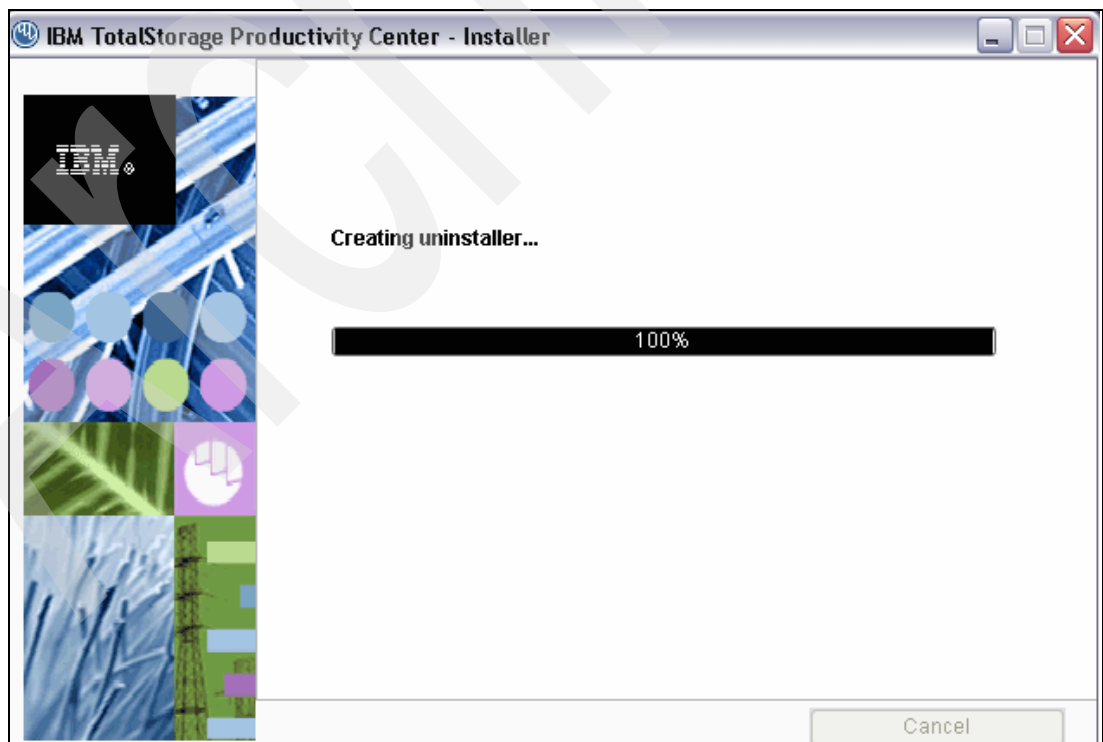 IBM TotalStorage Productivity Center - Installer
IBM®
Creating uninstaller...
100%
Cancel